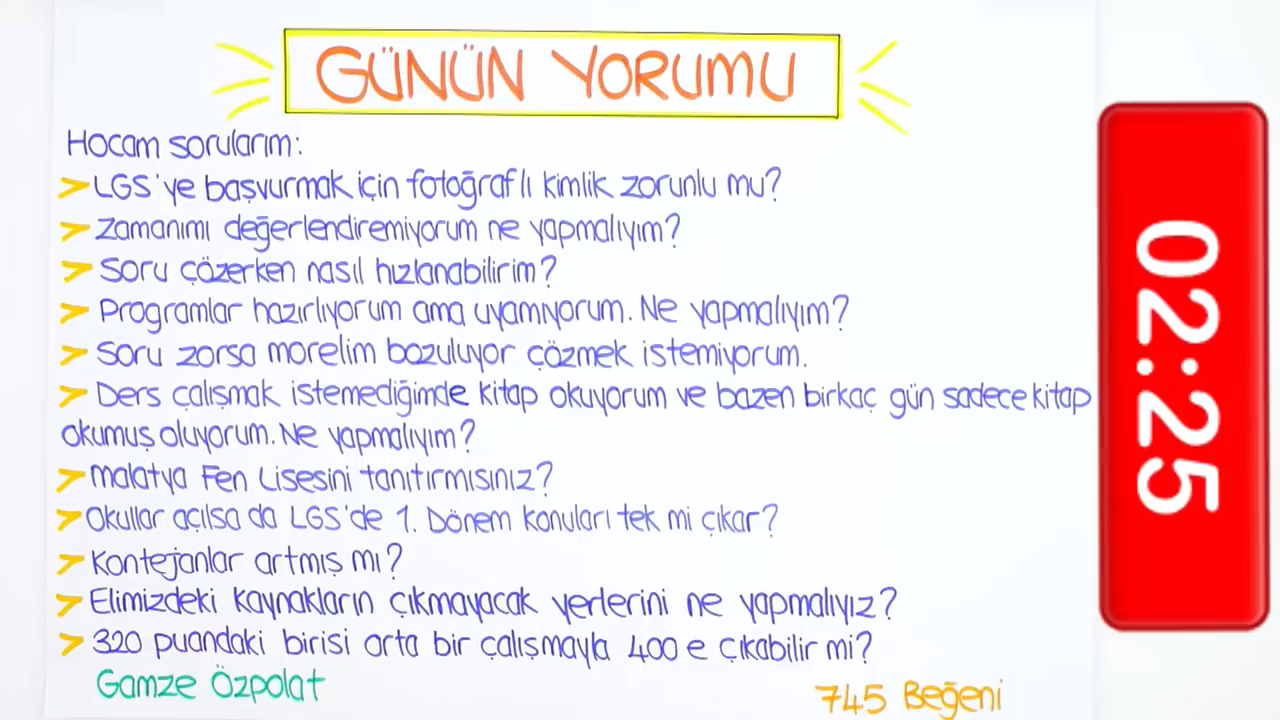 GÜNÜN YORUMU
Hocam sorularım:
➤ LGS'ye başvurmak için fotoğraflı kimlik zorunlu mu?
➤ Zamanımı değerlendiremiyorum ne yapmalıyım?
➤ Soru çözerken nasıl hızlanabilirim?
➤ Programlar hazırlıyorum ama uyamıyorum. Ne yapmalıyım?
➤ Soru zorsa morelim bozuluyor çözmek istemiyorum.
➤ Ders çalışmak istemediğimde kitap okuyorum ve bazen birkaç gün sadece kitap
okumuş oluyorum. Ne yapmalıyım?
➤ Malatya Fen Lisesini tanıtırmısınız?
➤ Okullar açılsa da LGS'de 1. Dönem konuları tek mi çıkar?
➤ Kontejanlar artmış mı?
➤ Elimizdeki kaynakların çıkmayacak yerlerini ne yapmalıyız?
➤ 320 puandaki birisi orta bir çalışmayla 400 e çıkabilir mi?
Gamze Özpolat
745 Beğeni
02:25